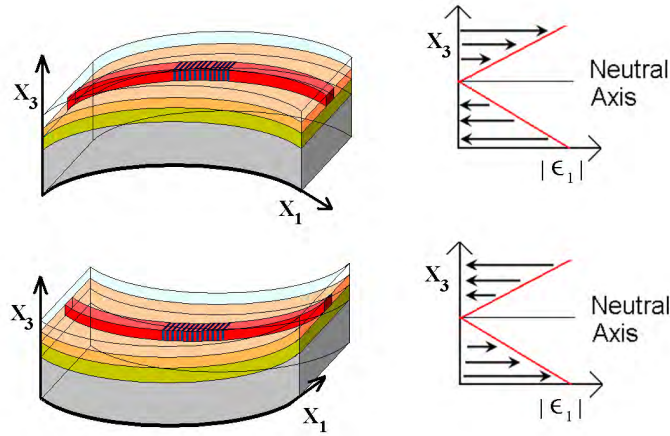 X3
X1
X3
Neutral
Axis
|ϵ1|
X3
X1
X3
Neutral
Axis
|ϵ1|